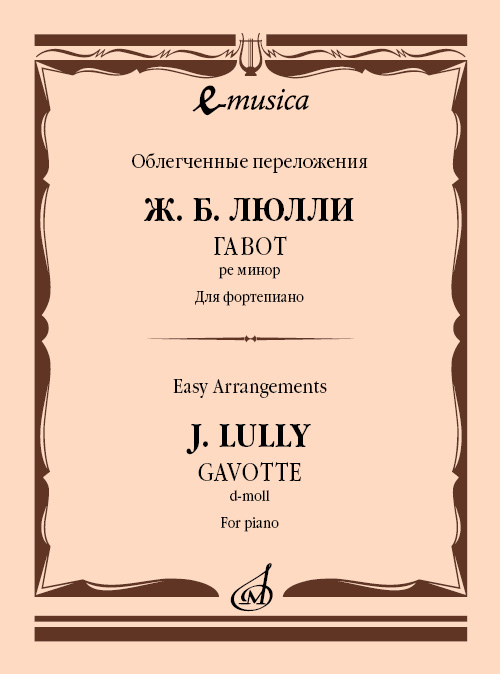 e-musica
Облегченные переложения
Ж. Б. ЛЮЛЛИ
ГАВОТ
ре минор
Для фортепиано
Easy Arrangements
J. LULLY
GAVOTTE
d-moll
For piano
М